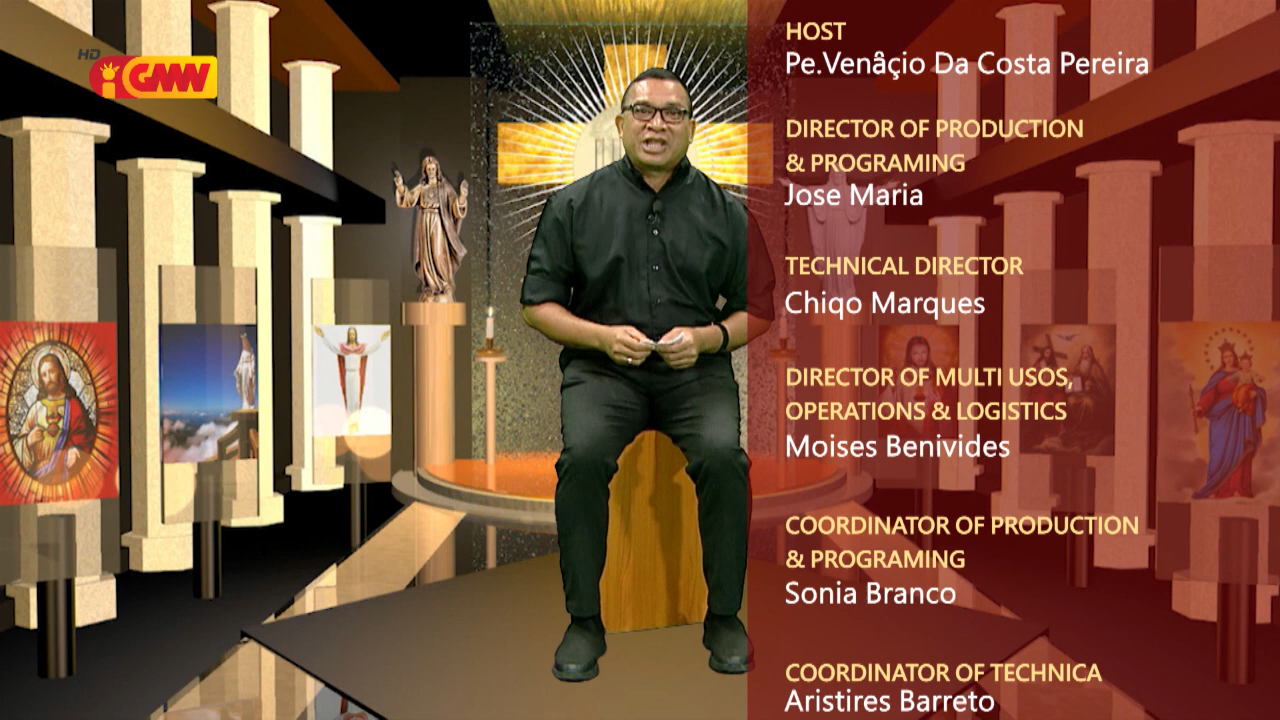 HD
GMW
HOST
Pe.Venâçio Da Costa Pereira
DIRECTOR OF PRODUCTION
& PROGRAMING
Jose Maria
TECHNICAL DIRECTOR
Chiqo Marques
DIRECTOR OF MULTI USOS,
OPERATIONS & LOGISTICS
Moises Benivides
COORDINATOR OF PRODUCTION
& PROGRAMING
Sonia Branco
COORDINATOR OF TECHNICA
Aristires Barreto